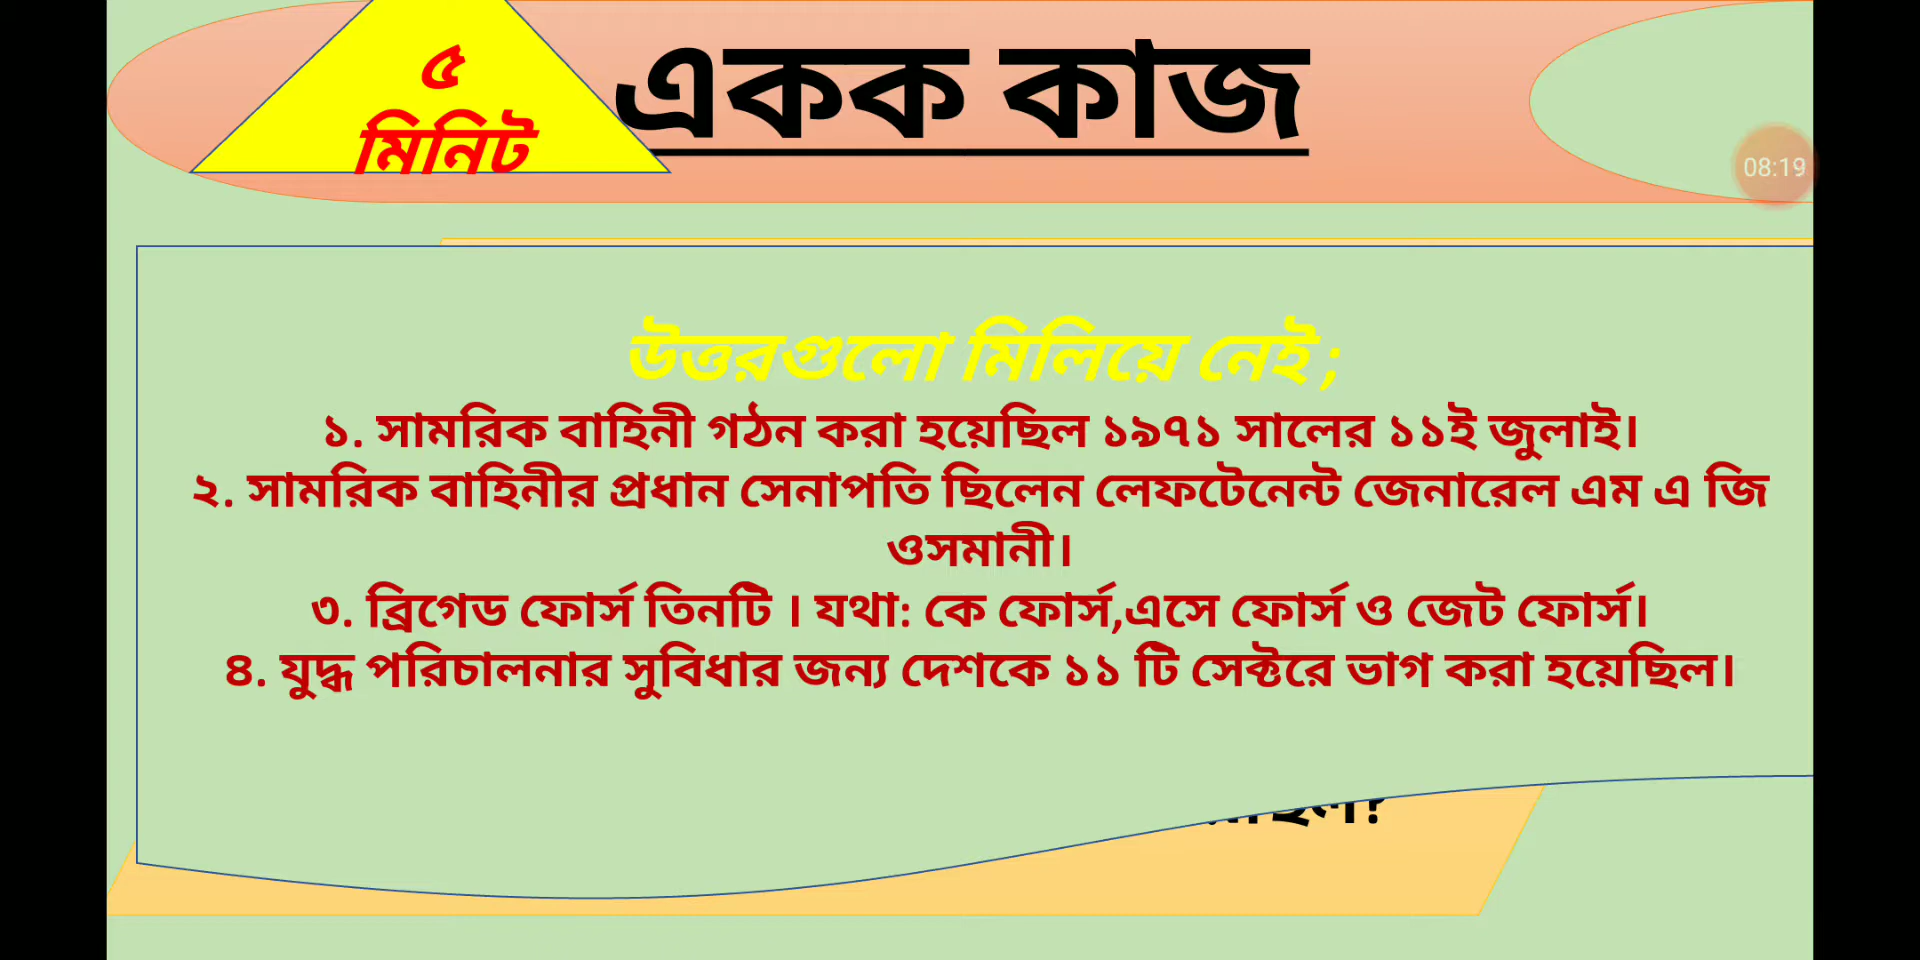 ৫
মিনিট
একক কাজ
08:19
উত্তরগুলো মিলিয়ে নেই ;
১. সামরিক বাহিনী গঠন করা হয়েছিল ১৯৭১ সালের ১১ই জুলাই।
২. সামরিক বাহিনীর প্রধান সেনাপতি ছিলেন লেফটেনেন্ট জেনারেল এম এ জি
ওসমানী।
৩. ব্রিগেড ফোর্স তিনটি । যথা: কে ফোর্স,এসে ফোর্স ও জেট ফোর্স।
৪. যুদ্ধ পরিচালনার সুবিধার জন্য দেশকে ১১ টি সেক্টরে ভাগ করা হয়েছিল।